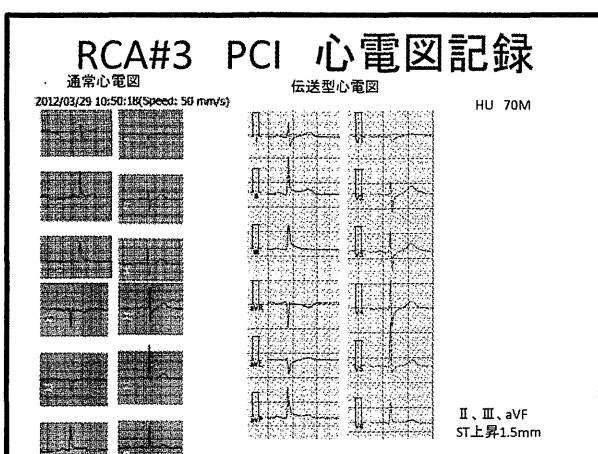 RCA#3 PCI 心電図記録
通常心電図
伝送型心電図
2012/03/29 10:50:18(Speed: 50 mm/s)
HU 70M
aVR
Ⅱ、Ⅲ、aVF
ST上昇1.5mm